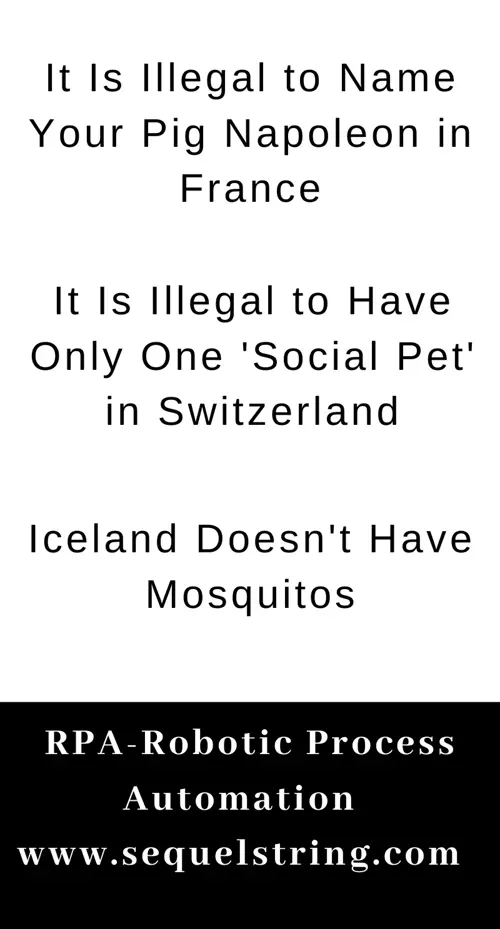 It Is Illegal to Name
Your Pig Napoleon in
France
It Is Illegal to Have
Only One 'Social Pet'
in Switzerland
Iceland Doesn't Have
Mosquitos
RPA-Robotic Process
Automation
www.sequelstring.com